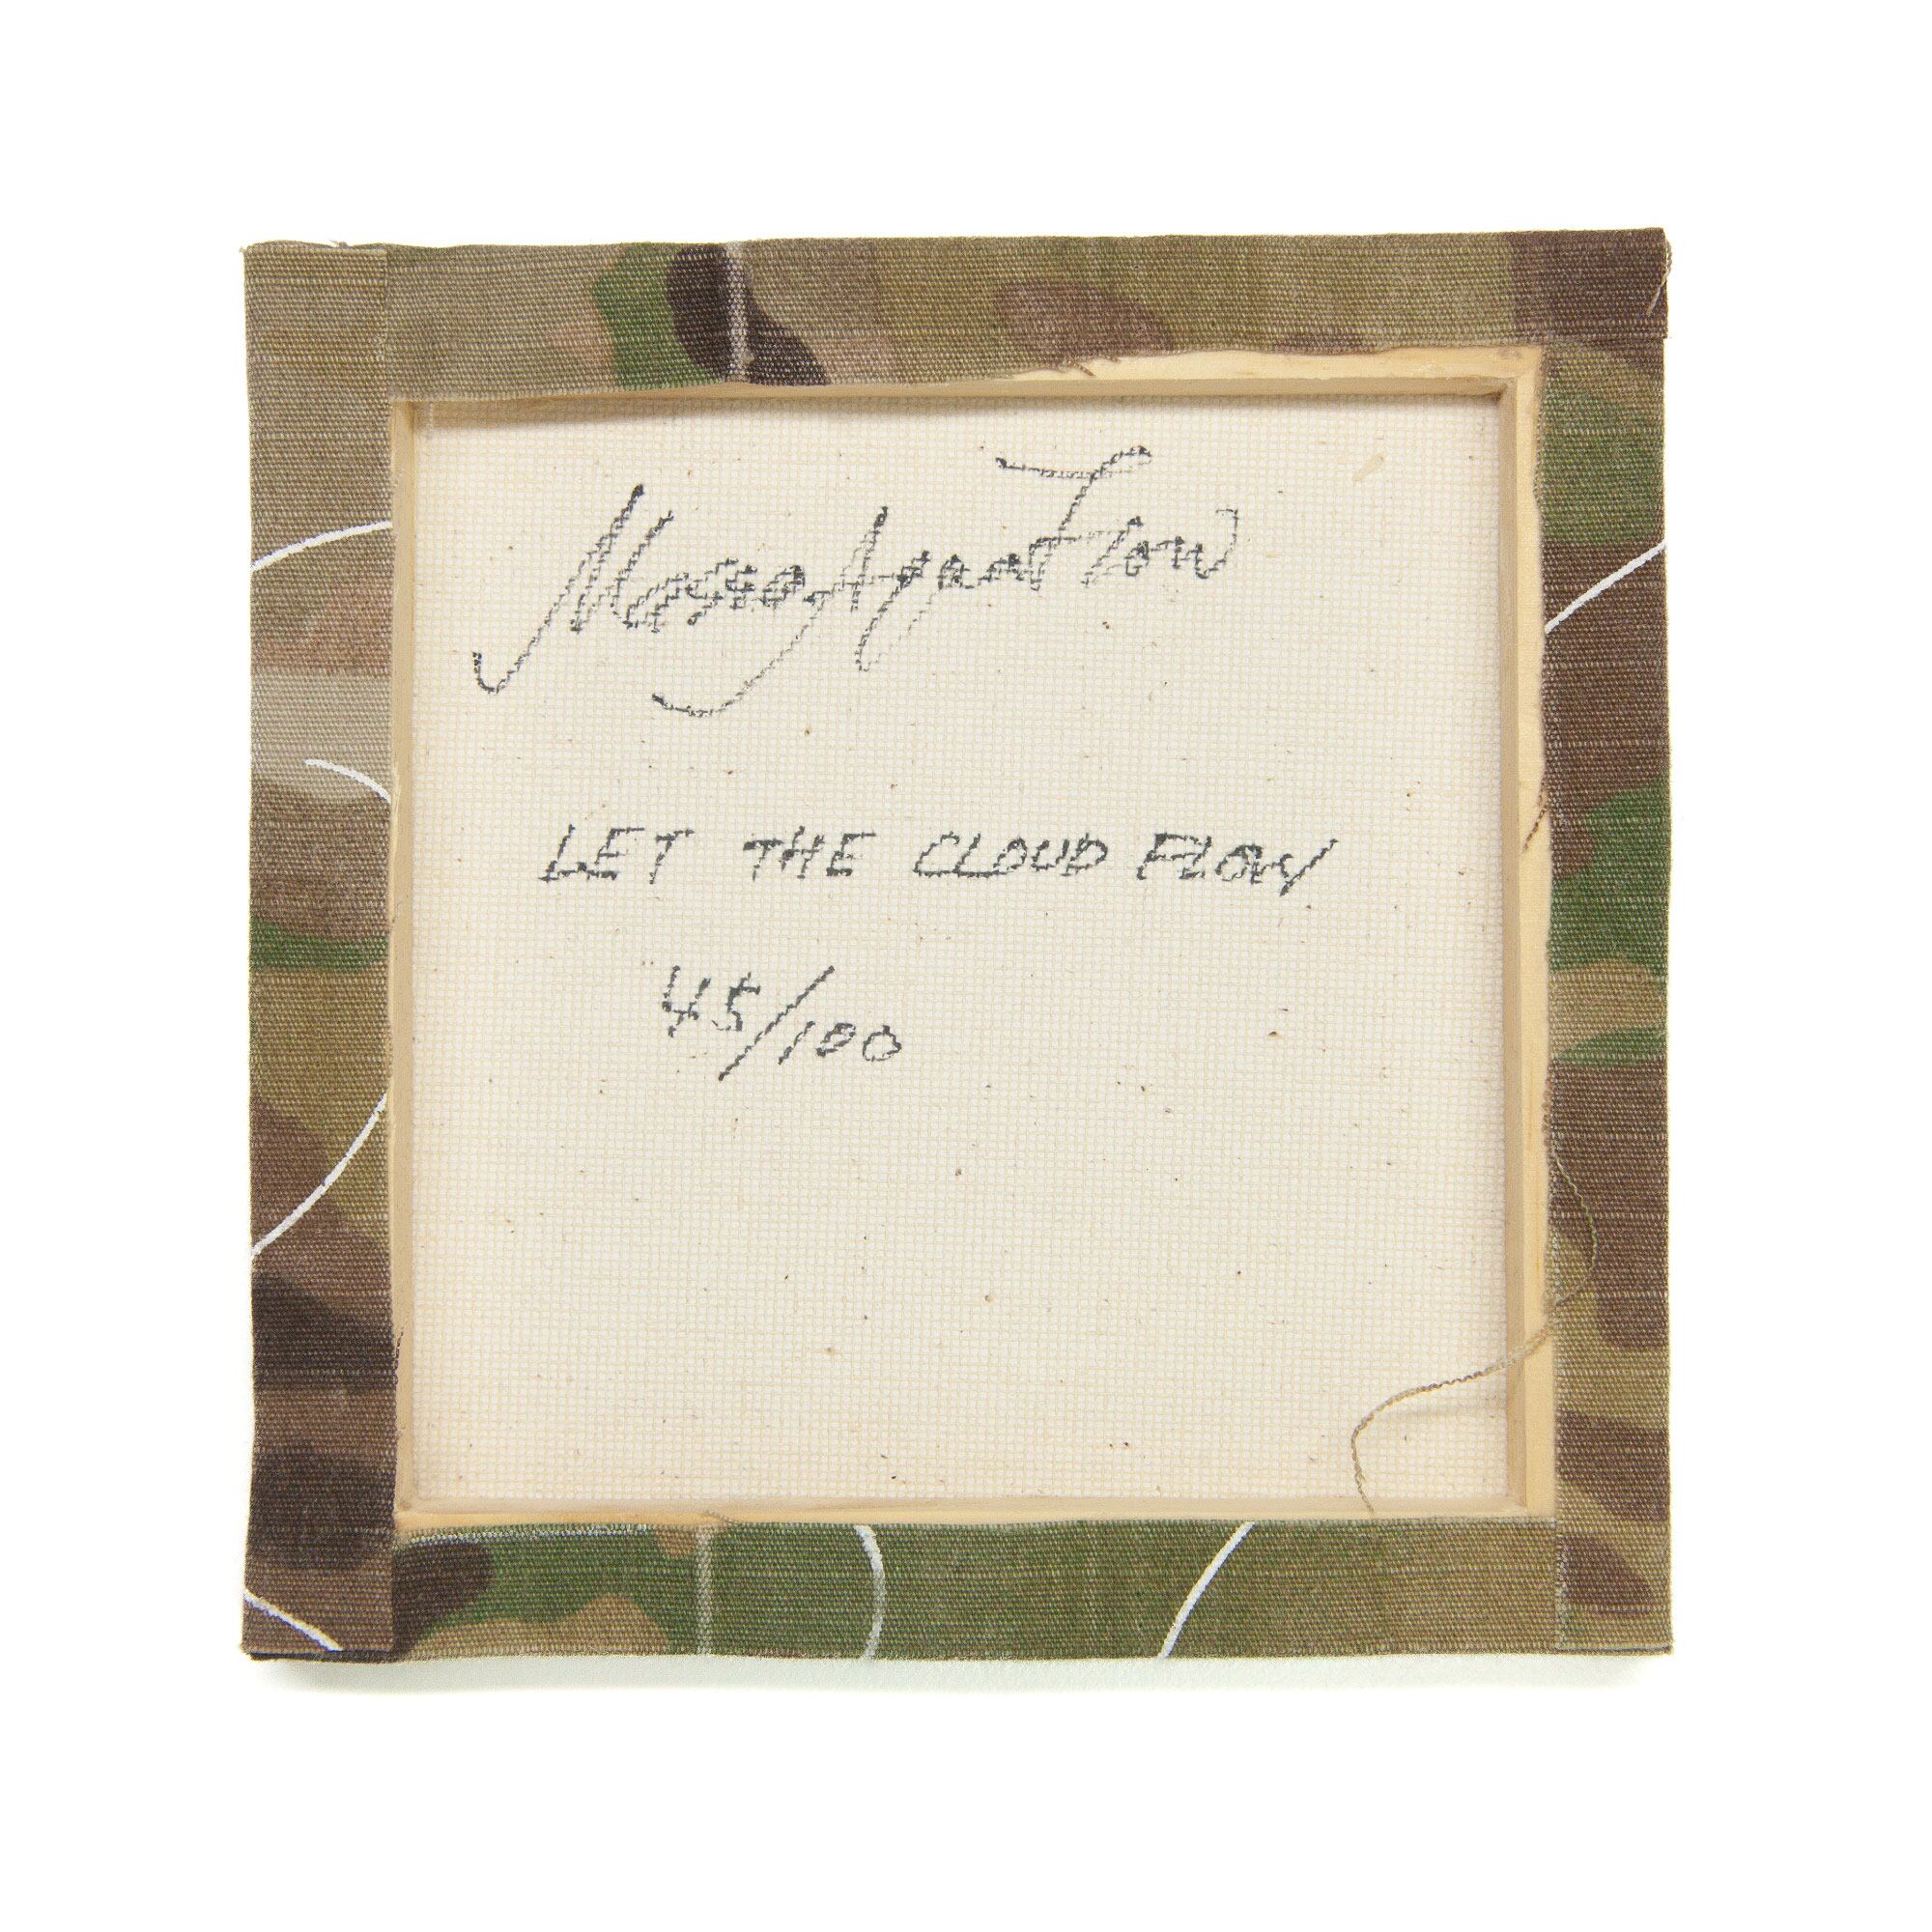 LET THE CLOUD FLOW
45/100